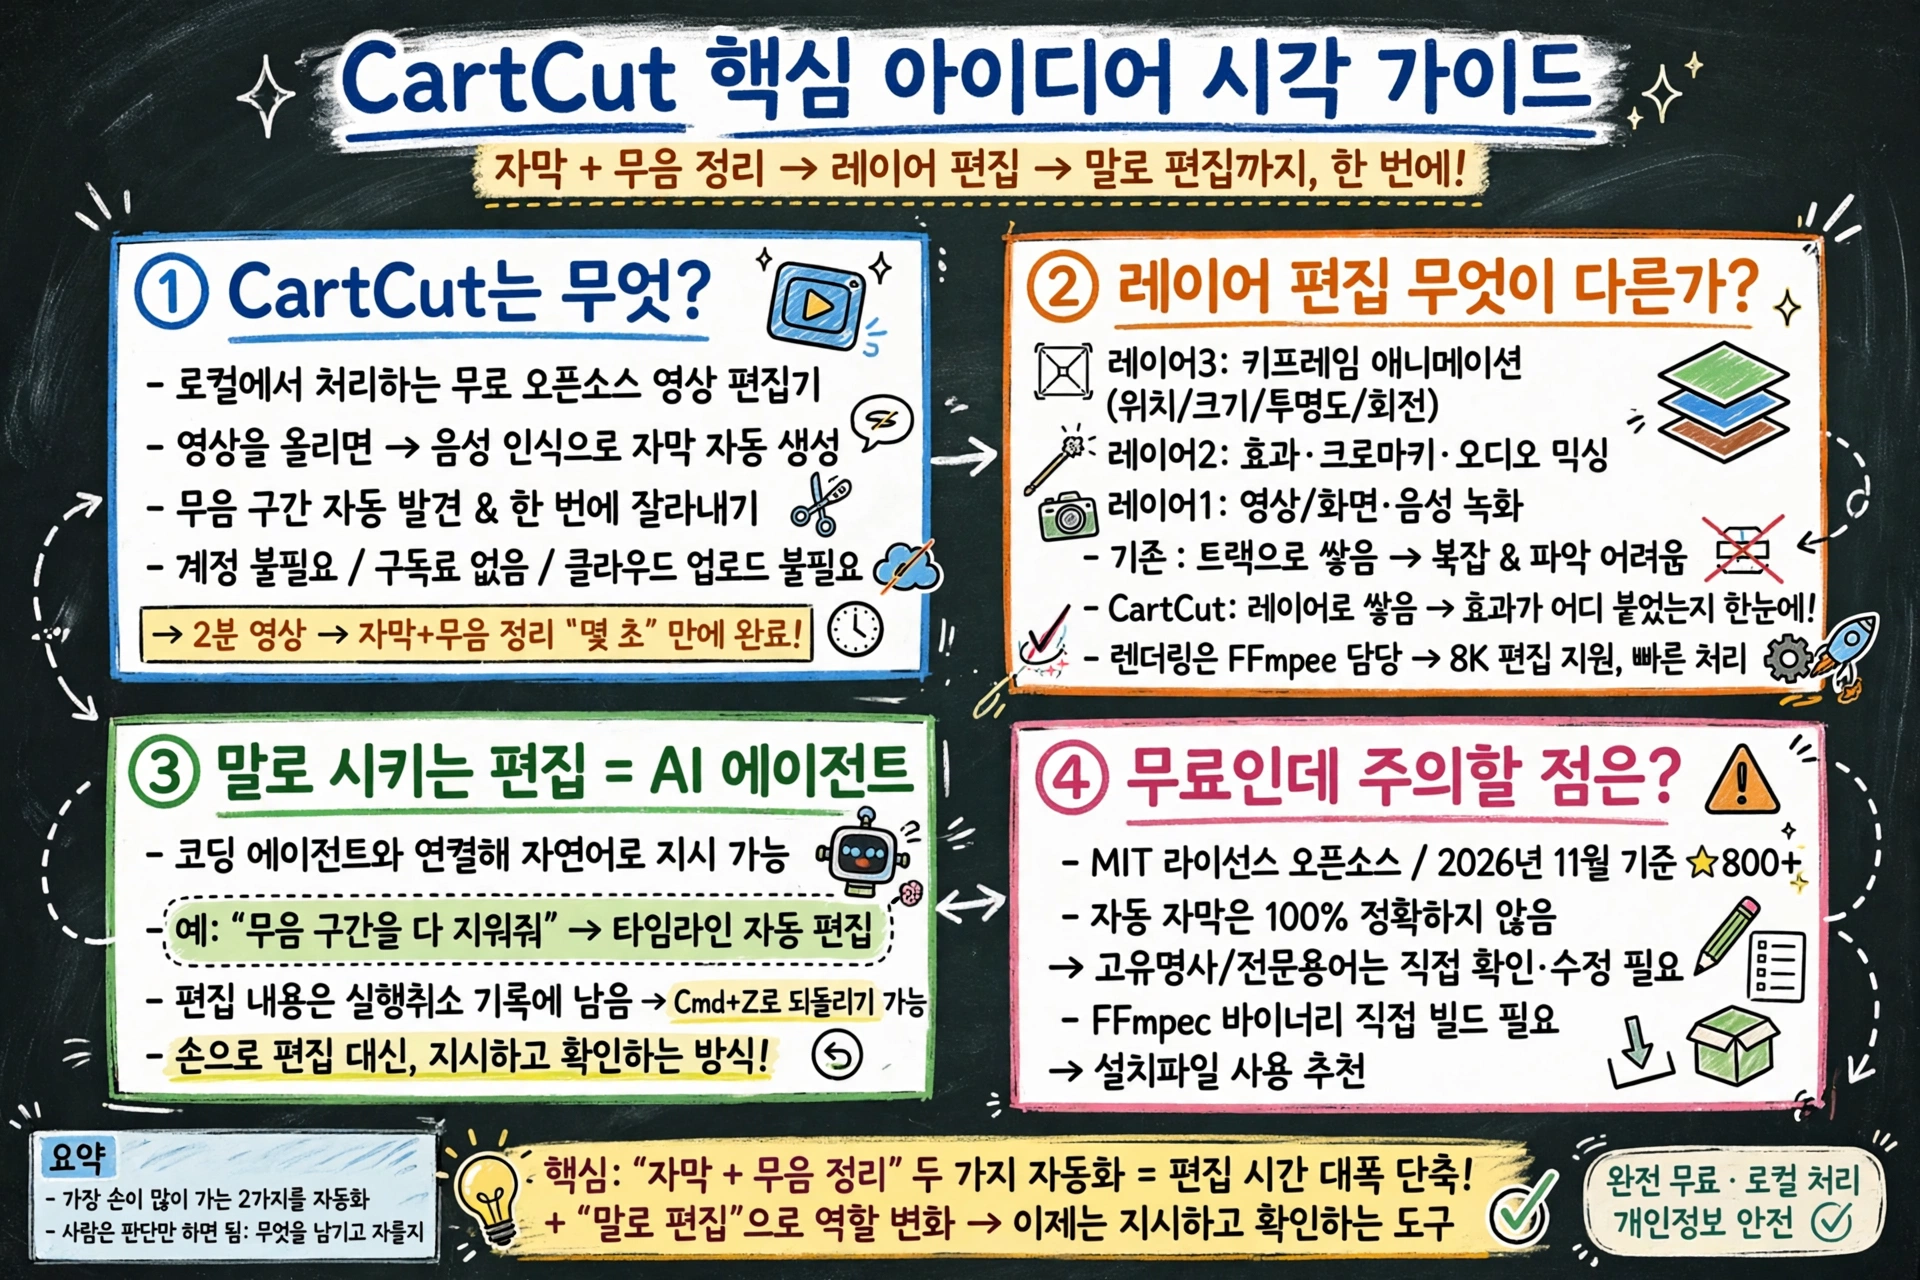 CartCut 핵심 아이디어 시각 가이드
자막 + 무음 정리 → 레이어 편집 → 말로 편집까지, 한 번에!
① CartCut는 무엇?
- 로컬에서 처리하는 무료 오픈소스 영상 편집기
- 영상을 올리면 → 음성 인식으로 자막 자동 생성
- 무음 구간 자동 발견 & 한 번에 잘라내기
- 계정 불필요 / 구독료 없음 / 클라우드 업로드 불필요
→ 2분 영상 → 자막+무음 정리 “몇 초” 만에 완료!
② 레이어 편집 무엇이 다른가?
레이어3: 키프레임 애니메이션
(위치/크기/투명도/회전)
레이어2: 효과·크로마키·오디오 믹싱
레이어1: 영상/화면·음성 녹화
- 기존 : 트랙으로 쌓음 → 복잡 & 파악 어려움
- CartCut: 레이어로 쌓음 → 효과가 어디 붙었는지 한눈에!
- 렌더링은 FFmpee 담당 → 8K 편집 지원, 빠른 처리
③ 말로 시키는 편집 = AI 에이전트
- 코딩 에이전트와 연결해 자연어로 지시 가능
- 예: “무음 구간을 다 지워줘” → 타임라인 자동 편집
- 편집 내용은 실행취소 기록에 남음 → Cmd+Z로 되돌리기 가능
- 손으로 편집 대신, 지시하고 확인하는 방식!
④ 무료인데 주의할 점은?
- MIT 라이선스 오픈소스 / 2026년 11월 기준 ⭐800+
- 자동 자막은 100% 정확하지 않음
→ 고유명사/전문용어는 직접 확인·수정 필요
- FFmpec 바이너리 직접 빌드 필요
→ 설치파일 사용 추천
요약
- 가장 손이 많이 가는 2가지를 자동화
- 사람은 판단만 하면 됨: 무엇을 남기고 자를지
핵심: “자막 + 무음 정리” 두 가지 자동화 = 편집 시간 대폭 단축!
+ “말로 편집”으로 역할 변화 → 이제는 지시하고 확인하는 도구
완전 무료 · 로컬 처리
개인정보 안전